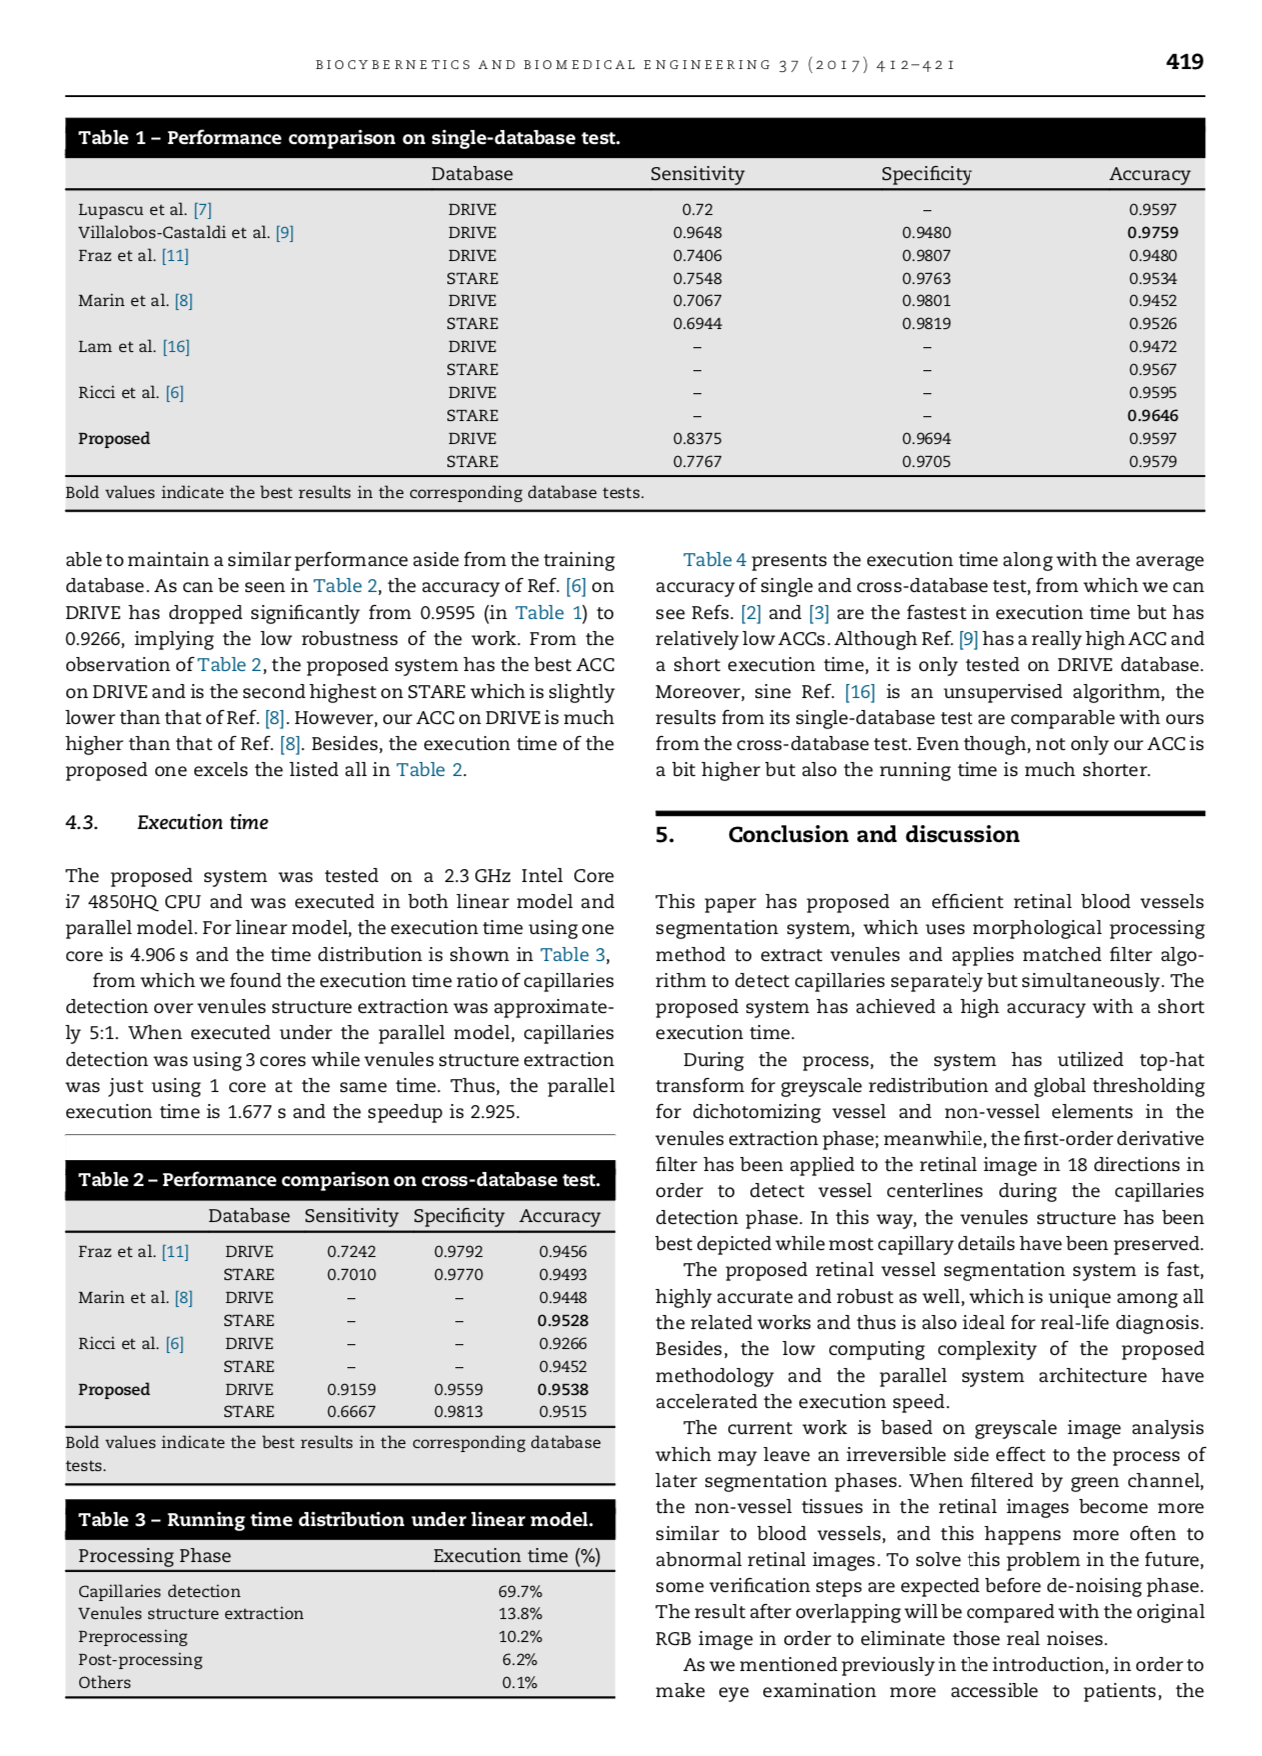 BIOCYBERNETICS AND BIOMEDICAL ENGINEERING 37 (2017) 412–421
419
Table 1 – Performance comparison on single-database test.
Database Sensitivity Specificity Accuracy
Lupascu et al. [7] DRIVE 0.72 – 0.9597
Villalobos-Castaldi et al. [9] DRIVE 0.9648 0.9480 0.9759
Fraz et al. [11] DRIVE 0.7406 0.9807 0.9480
STARE 0.7548 0.9763 0.9534
Marin et al. [8] DRIVE 0.7067 0.9801 0.9452
STARE 0.6944 0.9819 0.9526
Lam et al. [16] DRIVE – – 0.9472
STARE – – 0.9567
Ricci et al. [6] DRIVE – – 0.9595
STARE – – 0.9646
Proposed DRIVE 0.8375 0.9694 0.9597
STARE 0.7767 0.9705 0.9579
Bold values indicate the best results in the corresponding database tests.
able to maintain a similar performance aside from the training
database. As can be seen in Table 2, the accuracy of Ref. [6] on
DRIVE has dropped significantly from 0.9595 (in Table 1) to
0.9266, implying the low robustness of the work. From the
observation of Table 2, the proposed system has the best ACC
on DRIVE and is the second highest on STARE which is slightly
lower than that of Ref. [8]. However, our ACC on DRIVE is much
higher than that of Ref. [8]. Besides, the execution time of the
proposed one excels the listed all in Table 2.
4.3. Execution time
The proposed system was tested on a 2.3 GHz Intel Core
i7 4850HQ CPU and was executed in both linear model and
parallel model. For linear model, the execution time using one
core is 4.906 s and the time distribution is shown in Table 3,
from which we found the execution time ratio of capillaries
detection over venules structure extraction was approximate-
ly 5:1. When executed under the parallel model, capillaries
detection was using 3 cores while venules structure extraction
was just using 1 core at the same time. Thus, the parallel
execution time is 1.677 s and the speedup is 2.925.
Table 2 – Performance comparison on cross-database test.
Database Sensitivity Specificity Accuracy
Fraz et al. [11] DRIVE 0.7242 0.9792 0.9456
STARE 0.7010 0.9770 0.9493
Marin et al. [8] DRIVE – – 0.9448
STARE – – 0.9528
Ricci et al. [6] DRIVE – – 0.9266
STARE – – 0.9452
Proposed DRIVE 0.9159 0.9559 0.9538
STARE 0.6667 0.9813 0.9515
Bold values indicate the best results in the corresponding database
tests.
Table 3 – Running time distribution under linear model.
Processing Phase Execution time (%)
Capillaries detection 69.7%
Venules structure extraction 13.8%
Preprocessing 10.2%
Post-processing 6.2%
Others 0.1%
Table 4 presents the execution time along with the average
accuracy of single and cross-database test, from which we can
see Refs. [2] and [3] are the fastest in execution time but has
relatively low ACCs. Although Ref. [9] has a really high ACC and
a short execution time, it is only tested on DRIVE database.
Moreover, sine Ref. [16] is an unsupervised algorithm, the
results from its single-database test are comparable with ours
from the cross-database test. Even though, not only our ACC is
a bit higher but also the running time is much shorter.
5. Conclusion and discussion
This paper has proposed an efficient retinal blood vessels
segmentation system, which uses morphological processing
method to extract venules and applies matched filter algo-
rithm to detect capillaries separately but simultaneously. The
proposed system has achieved a high accuracy with a short
execution time.
During the process, the system has utilized top-hat
transform for greyscale redistribution and global thresholding
for dichotomizing vessel and non-vessel elements in the
venules extraction phase; meanwhile, the first-order derivative
filter has been applied to the retinal image in 18 directions in
order to detect vessel centerlines during the capillaries
detection phase. In this way, the venules structure has been
best depicted while most capillary details have been preserved.
The proposed retinal vessel segmentation system is fast,
highly accurate and robust as well, which is unique among all
the related works and thus is also ideal for real-life diagnosis.
Besides, the low computing complexity of the proposed
methodology and the parallel system architecture have
accelerated the execution speed.
The current work is based on greyscale image analysis
which may leave an irreversible side effect to the process of
later segmentation phases. When filtered by green channel,
the non-vessel tissues in the retinal images become more
similar to blood vessels, and this happens more often to
abnormal retinal images. To solve this problem in the future,
some verification steps are expected before de-noising phase.
The result after overlapping will be compared with the original
RGB image in order to eliminate those real noises.
As we mentioned previously in the introduction, in order to
make eye examination more accessible to patients, the